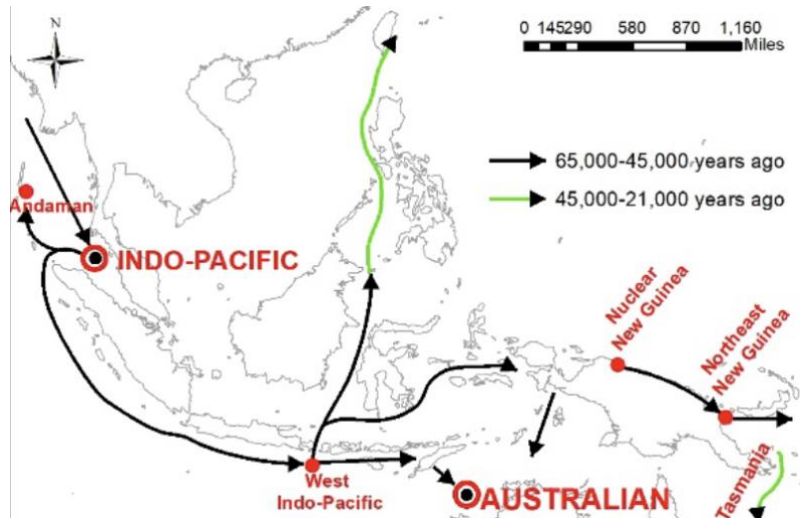 N
0 145290 580 870 1,160
Miles
65,000-45,000 years ago
45,000-21,000 years ago
Andaman
INDO-PACIFIC
Nuclear
New Guinea
Northeast
New Guinea
West
Indo-Pacific
AUSTRALIAN
Tasmania